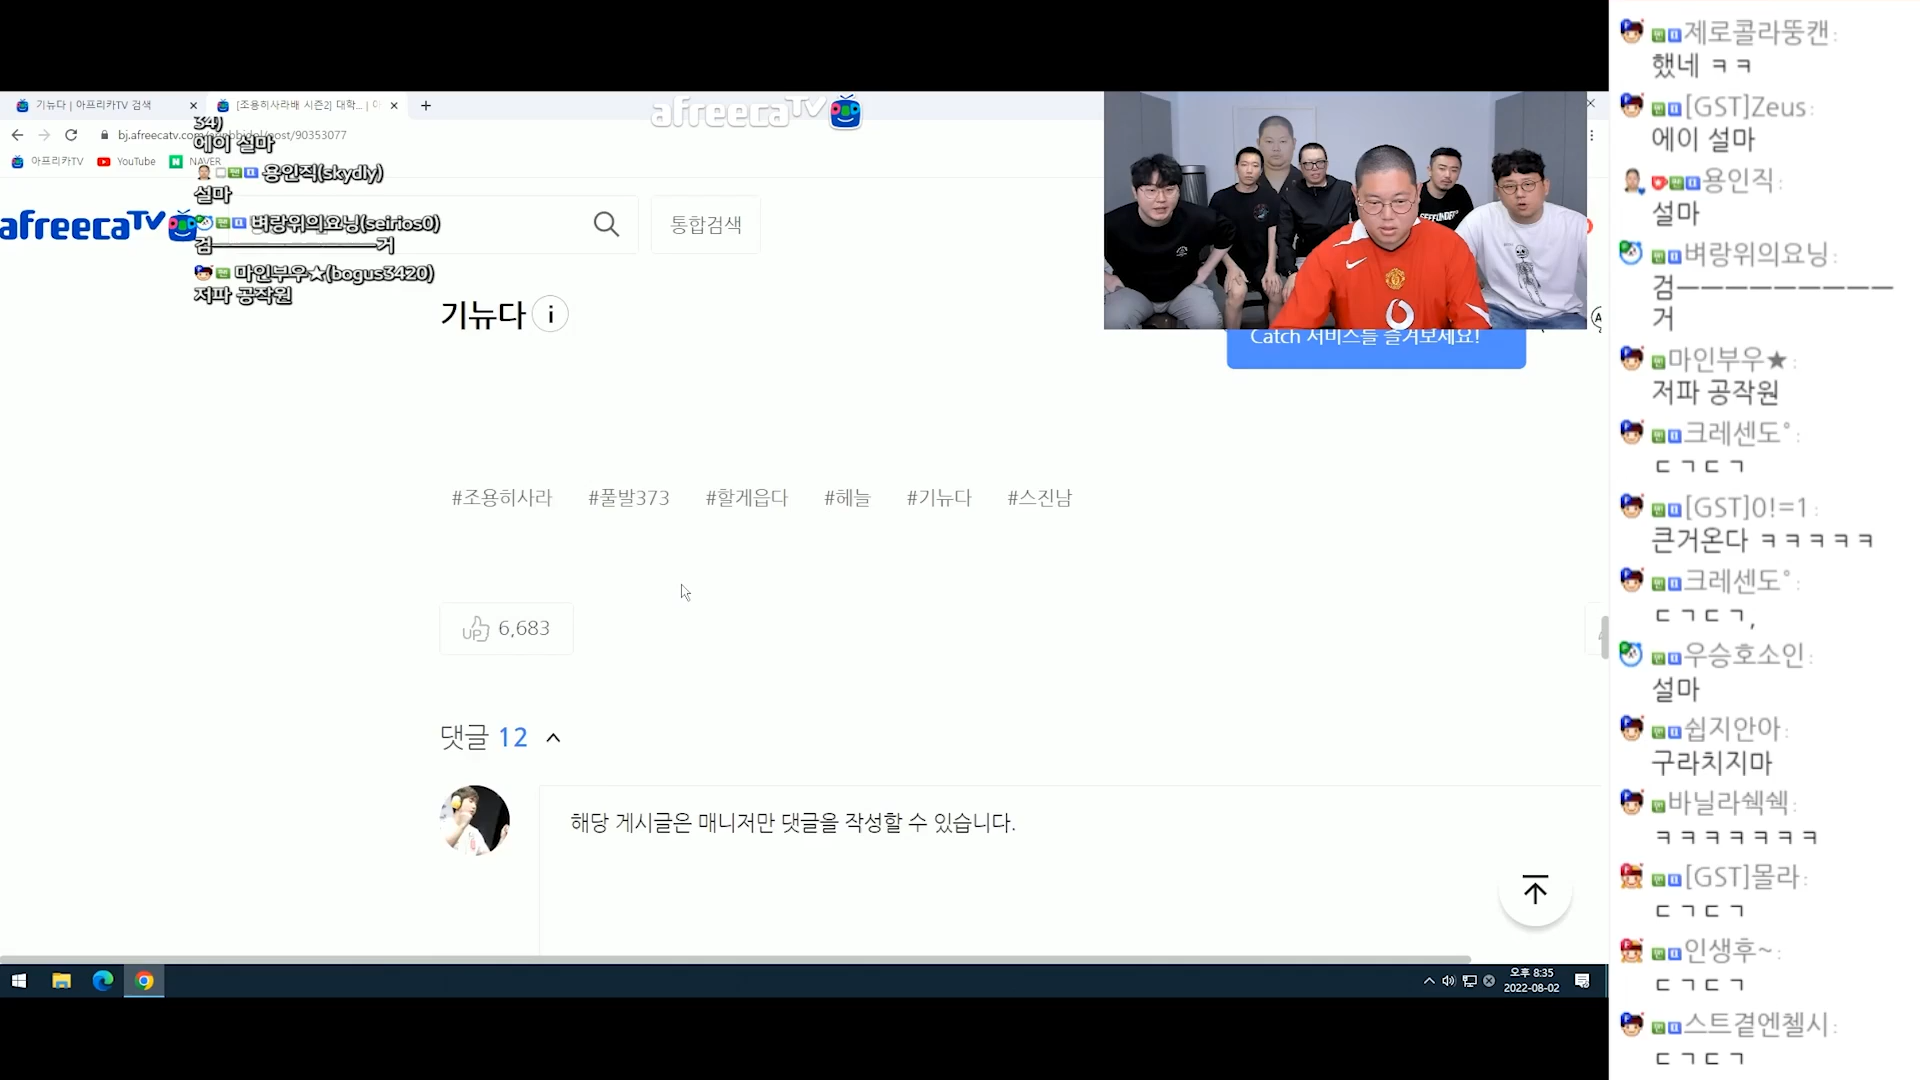 기뉴다 | 아프리카TV 검색
[조용히사라배 시즌2] 대학... | 아
afreecaTV
34)
bj.afreecatv.com
post/90353077
에이 설마
아프리카TV
YouTube
NAVER
용인직(skydly)
설마
afreecaTV
벼랑위의요닝(sairios0)
검─────────거
통합검색
마인부우★(bogus3420)
저파 공작원
기뉴다
Catch 서비스를 즐겨보세요!
#조용히사라 #풀발373 #할게읍다 #헤늘 #기뉴다 #스진남
UP 6,683
댓글 12
해당 게시글은 매니저만 댓글을 작성할 수 있습니다.
오후 8:35
2022-08-02
제로콜라뚱캔:
했네 ㅋㅋ
[GST]Zeus:
에이 설마
용인직:
설마
벼랑위의요닝:
검─────────
거
마인부우★:
저파 공작원
크레센도°:
ㄷㄱㄷㄱ
[GST]0!=1:
큰거온다 ㅋㅋㅋㅋㅋ
크레센도°:
ㄷㄱㄷㄱ,
우승호소인:
설마
쉽지안아:
구라치지마
바닐라쉑쉑:
ㅋㅋㅋㅋㅋㅋㅋ
[GST]몰라:
ㄷㄱㄷㄱ
인생후~:
ㄷㄱㄷㄱ
스트곁엔첼시:
ㄷㄱㄷㄱ